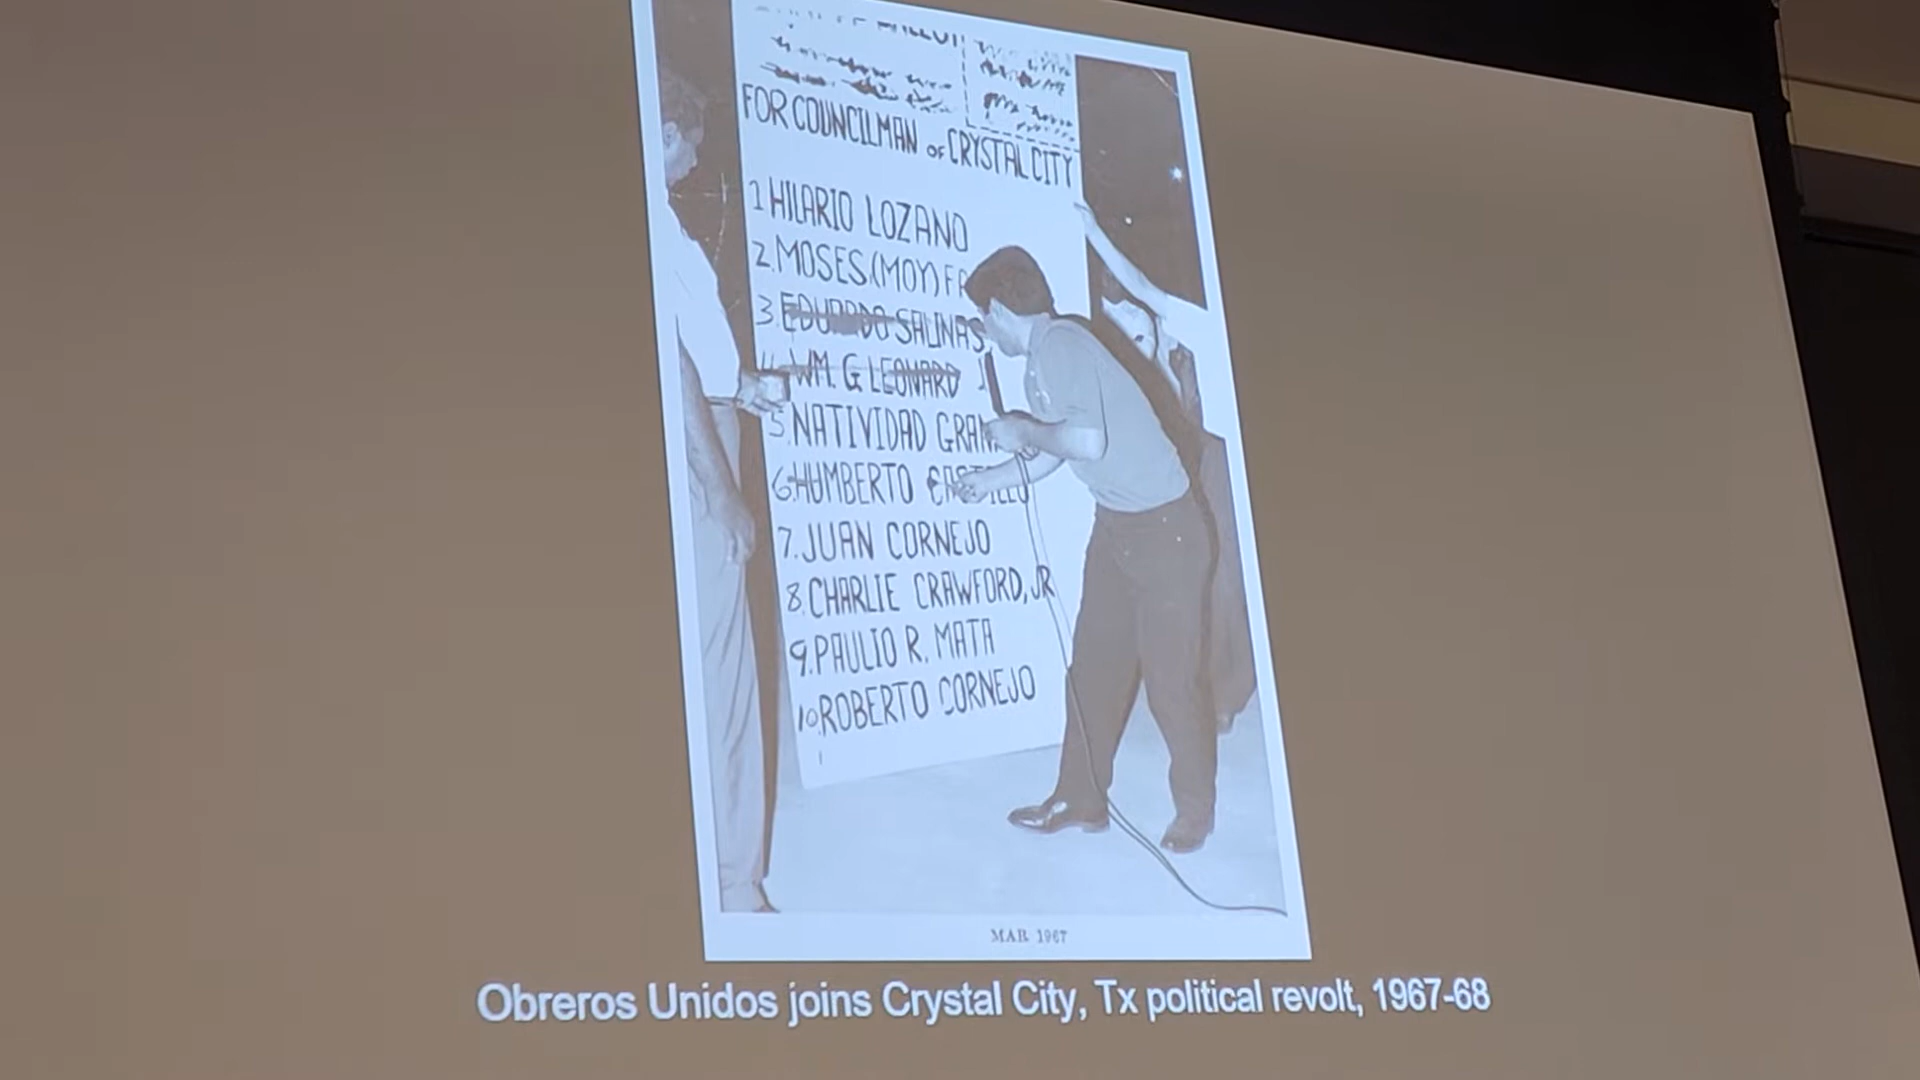 FOR COUNCILMAN OF CRYSTAL CITY
1 HILARIO LOZANO
2. MOSES (MOY)
3. EDUARDO SALINAS
4. WM. G LEONARD
5. NATIVIDAD
6. HUMBERTO
7. JUAN CORNEJO
8. CHARLIE CRAWFORD, JR
9. PAULIO R. MATA
10. ROBERTO CORNEJO
MAR 1967
Obreros Unidos joins Crystal City, Tx political revolt, 1967-68